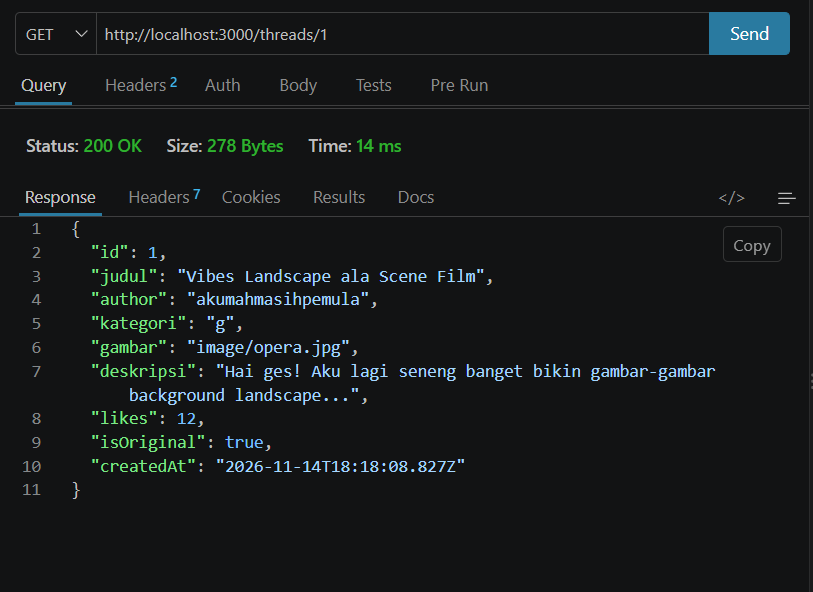 GET http://localhost:3000/threads/1 Send
Query Headers 2 Auth Body Tests Pre Run
Status: 200 OK Size: 278 Bytes Time: 14 ms
Response Headers 7 Cookies Results Docs </>
Copy
1 {
2 "id": 1,
3 "judul": "Vibes Landscape ala Scene Film",
4 "author": "akumahmasihpemula",
5 "kategori": "g",
6 "gambar": "image/opera.jpg",
7 "deskripsi": "Hai ges! Aku lagi seneng banget bikin gambar-gambar
background landscape...",
8 "likes": 12,
9 "isOriginal": true,
10 "createdAt": "2026-11-14T18:18:08.827Z"
11 }